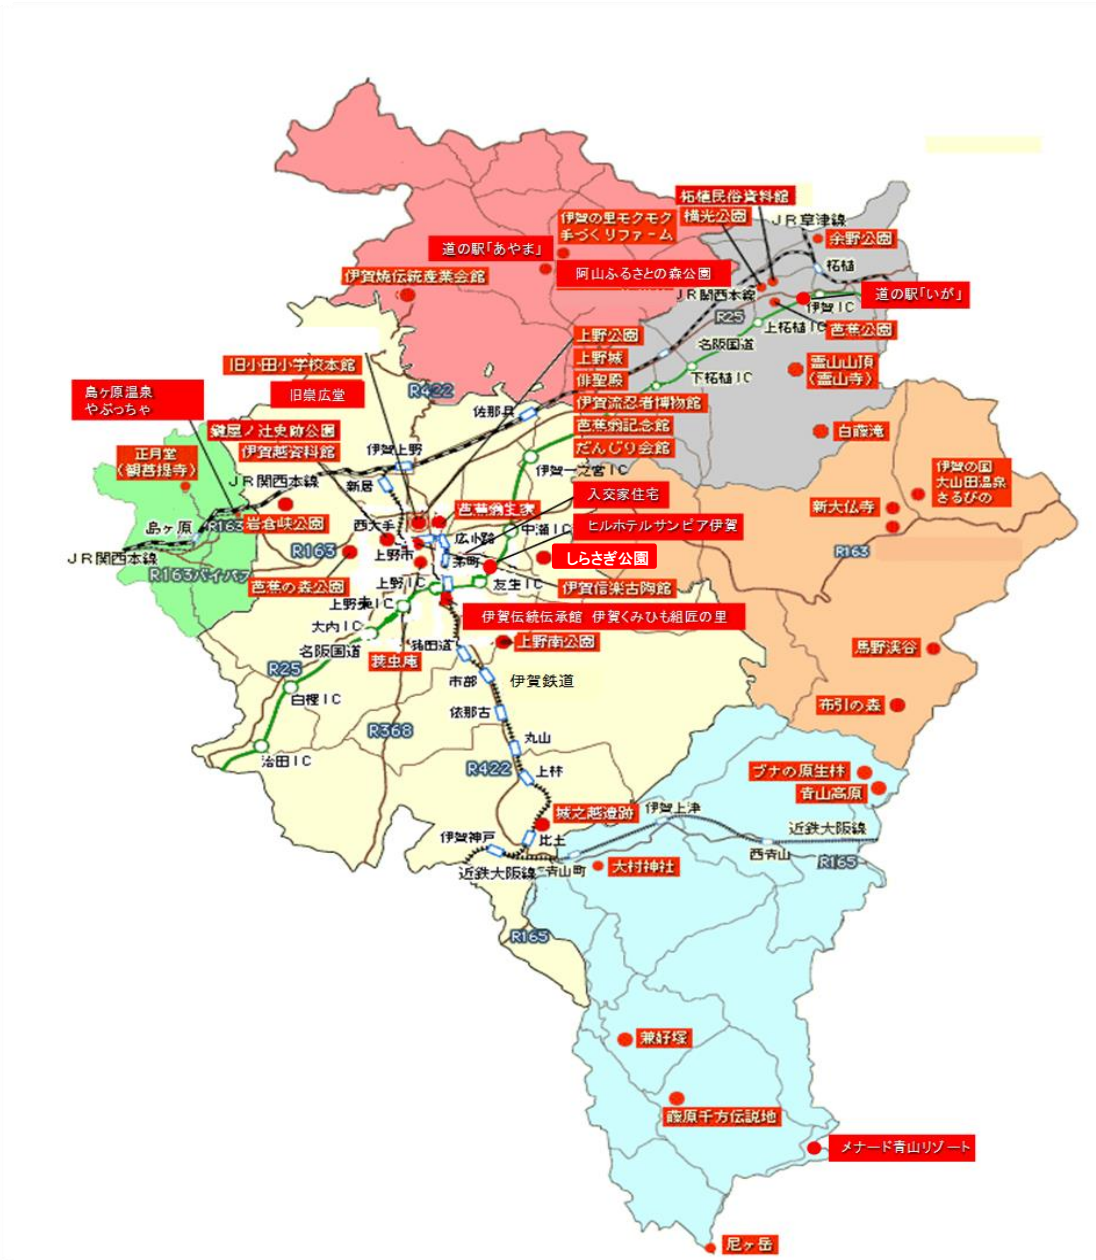 柘植民俗資料館
横光公園
JR草津線
伊賀の里モクモク
手づくりファーム
余野公園
道の駅「あやま」
柘植
阿山ふるさとの森公園
伊賀焼伝統産業会館
JR関西本線
道の駅「いが」
伊賀IC
R25
上柘植IC
芭蕉公園
上野公園
名阪国道
上野城
旧小田小学校本館
霊山山頂
（霊山寺）
下柘植IC
俳聖殿
島ヶ原温泉
やぶっちゃ
旧崇広堂
R422
伊賀流忍者博物館
佐那具
芭蕉翁記念館
白藤滝
鍵屋ノ辻史跡公園
だんじり会館
伊賀越資料館
伊賀上野
正月堂
（観菩提寺）
伊賀一之宮IC
伊賀の国
大山田温泉
さるびの
JR関西本線
新居
入交家住宅
新大仏寺
芭蕉翁生家
岩倉峡公園
西大手
島ヶ原
R163
中瀬IC
ヒルホテルサンピア伊賀
広小路
R163
上野市
R163
JR関西本線
茅町
しらさぎ公園
R163バイパス
芭蕉の森公園
上野IC
友生IC
伊賀信楽古陶館
上野東IC
伊賀伝統伝承館 伊賀くみひも組匠の里
大内IC
猪田道
上野南公園
名阪国道
蓑虫庵
馬野渓谷
R25
市部
伊賀鉄道
白樫IC
依那古
布引の森
R368
丸山
治田IC
R422
上林
ブナの原生林
青山高原
城之越遺跡
伊賀上津
伊賀神戸
比土
近鉄大阪線
西青山
R165
近鉄大阪線
青山町
大村神社
R165
兼好塚
藤原千方伝説地
メナード青山リゾート
尼ヶ岳